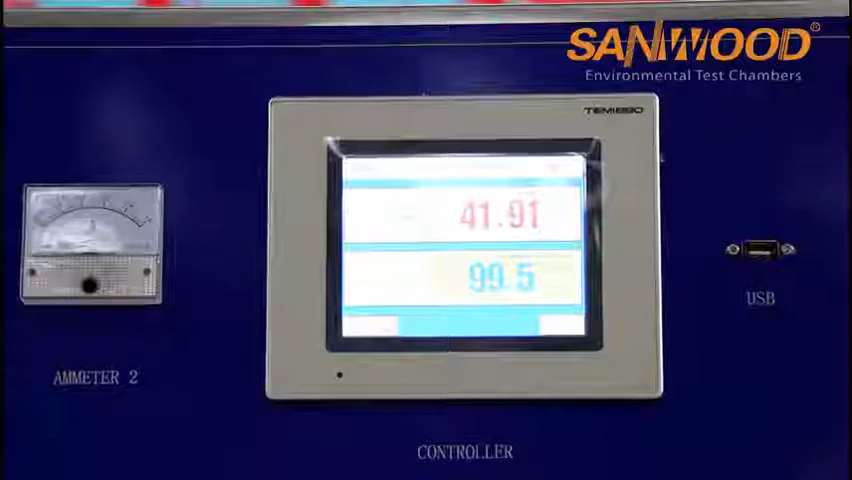 SANWOOD®
Environmental Test Chambers
TEMI880
41.91
99.5
USB
AMMETER 2
CONTROLLER